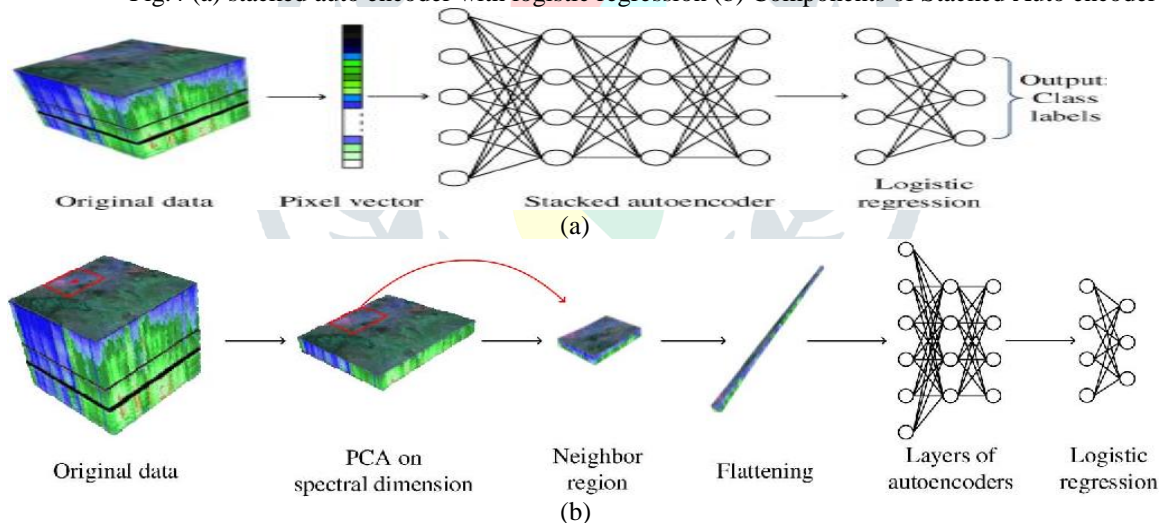 Fig.4 (a) stacked auto encoder with logistic regression (b) Components of Stacked Auto encoder
Output:
Class
labels
Original data
Pixel vector
Stacked autoencoder
Logistic
regression
(a)
Original data
PCA on
spectral dimension
Neighbor
region
Flattening
Layers of
autoencoders
Logistic
regression
(b)